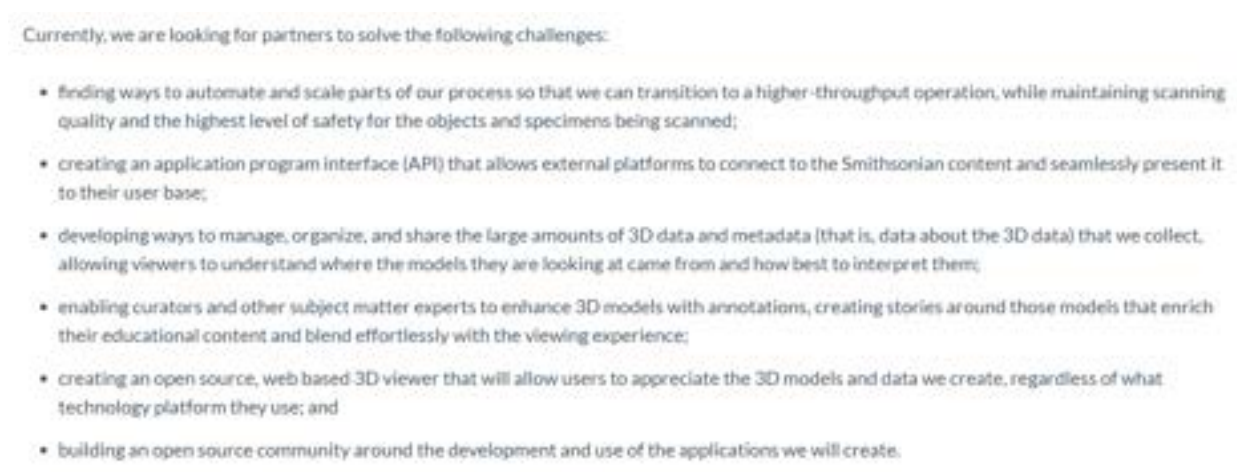 Currently, we are looking for partners to solve the following challenges:
• finding ways to automate and scale parts of our process so that we can transition to a higher-throughput operation, while maintaining scanning
quality and the highest level of safety for the objects and specimens being scanned;
• creating an application program interface (API) that allows external platforms to connect to the Smithsonian content and seamlessly present it
to their user base;
• developing ways to manage, organize, and share the large amounts of 3D data and metadata (that is, data about the 3D data) that we collect,
allowing viewers to understand where the models they are looking at came from and how best to interpret them;
• enabling curators and other subject matter experts to enhance 3D models with annotations, creating stories around those models that enrich
their educational content and blend effortlessly with the viewing experience;
• creating an open source, web based 3D viewer that will allow users to appreciate the 3D models and data we create, regardless of what
technology platform they use; and
• building an open source community around the development and use of the applications we will create.